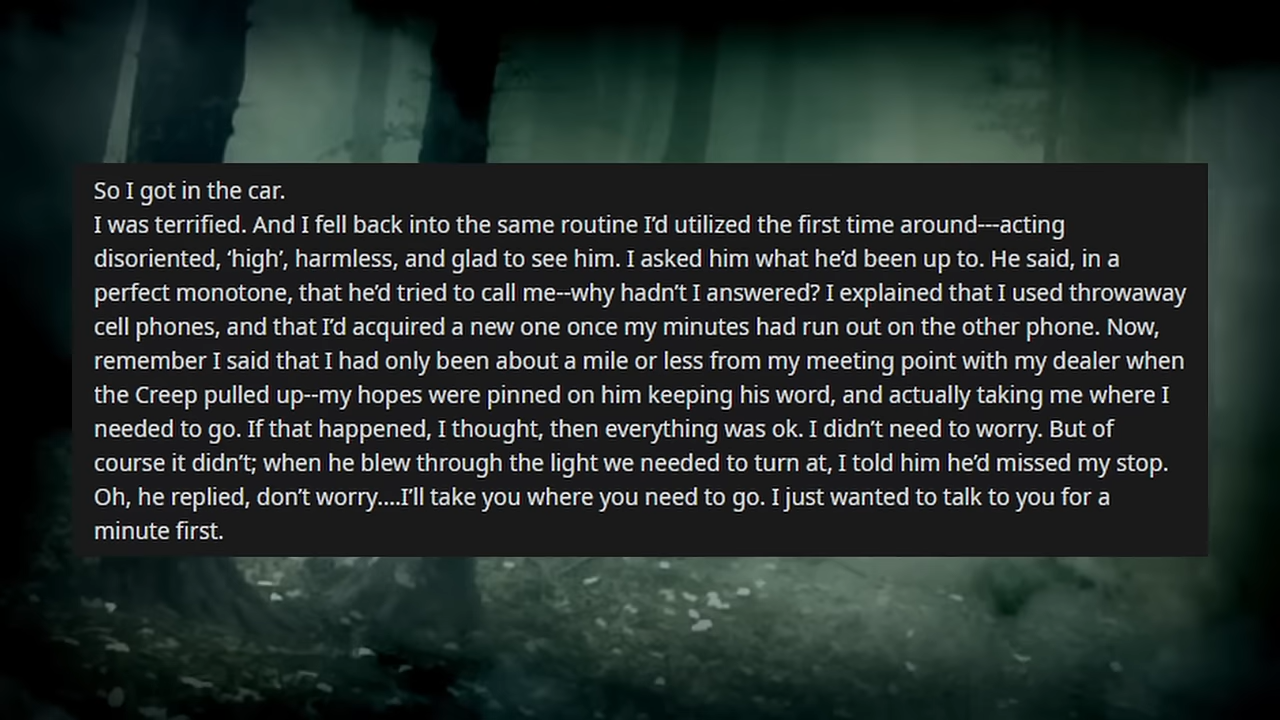 So I got in the car.
I was terrified. And I fell back into the same routine I’d utilized the first time around---acting
disoriented, ‘high’, harmless, and glad to see him. I asked him what he’d been up to. He said, in a
perfect monotone, that he’d tried to call me--why hadn’t I answered? I explained that I used throwaway
cell phones, and that I’d acquired a new one once my minutes had run out on the other phone. Now,
remember I said that I had only been about a mile or less from my meeting point with my dealer when
the Creep pulled up--my hopes were pinned on him keeping his word, and actually taking me where I
needed to go. If that happened, I thought, then everything was ok. I didn’t need to worry. But of
course it didn’t; when he blew through the light we needed to turn at, I told him he’d missed my stop.
Oh, he replied, don’t worry....I’ll take you where you need to go. I just wanted to talk to you for a
minute first.